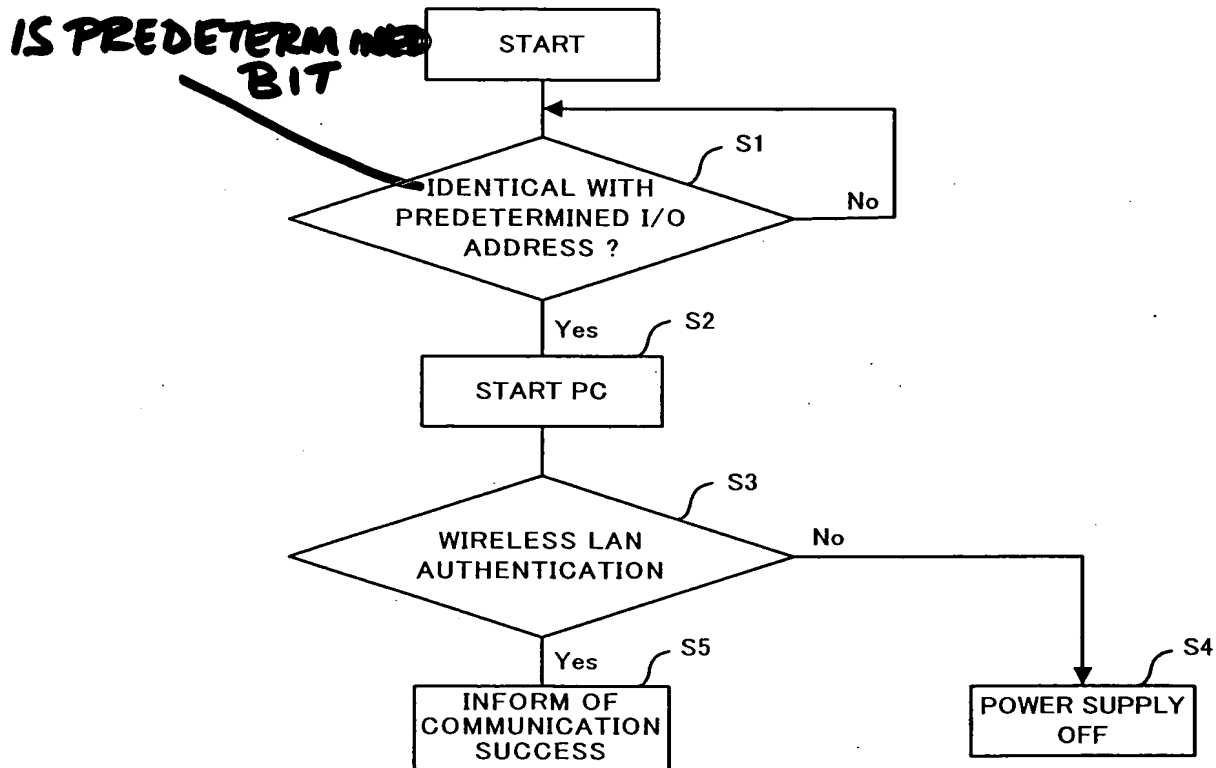 IS PREDETERMINED
BIT
START
S1
IDENTICAL WITH
PREDETERMINED I/O
ADDRESS ?
No
Yes
S2
START PC
S3
WIRELESS LAN
AUTHENTICATION
No
Yes
S5
INFORM OF
COMMUNICATION
SUCCESS
S4
POWER SUPPLY
OFF